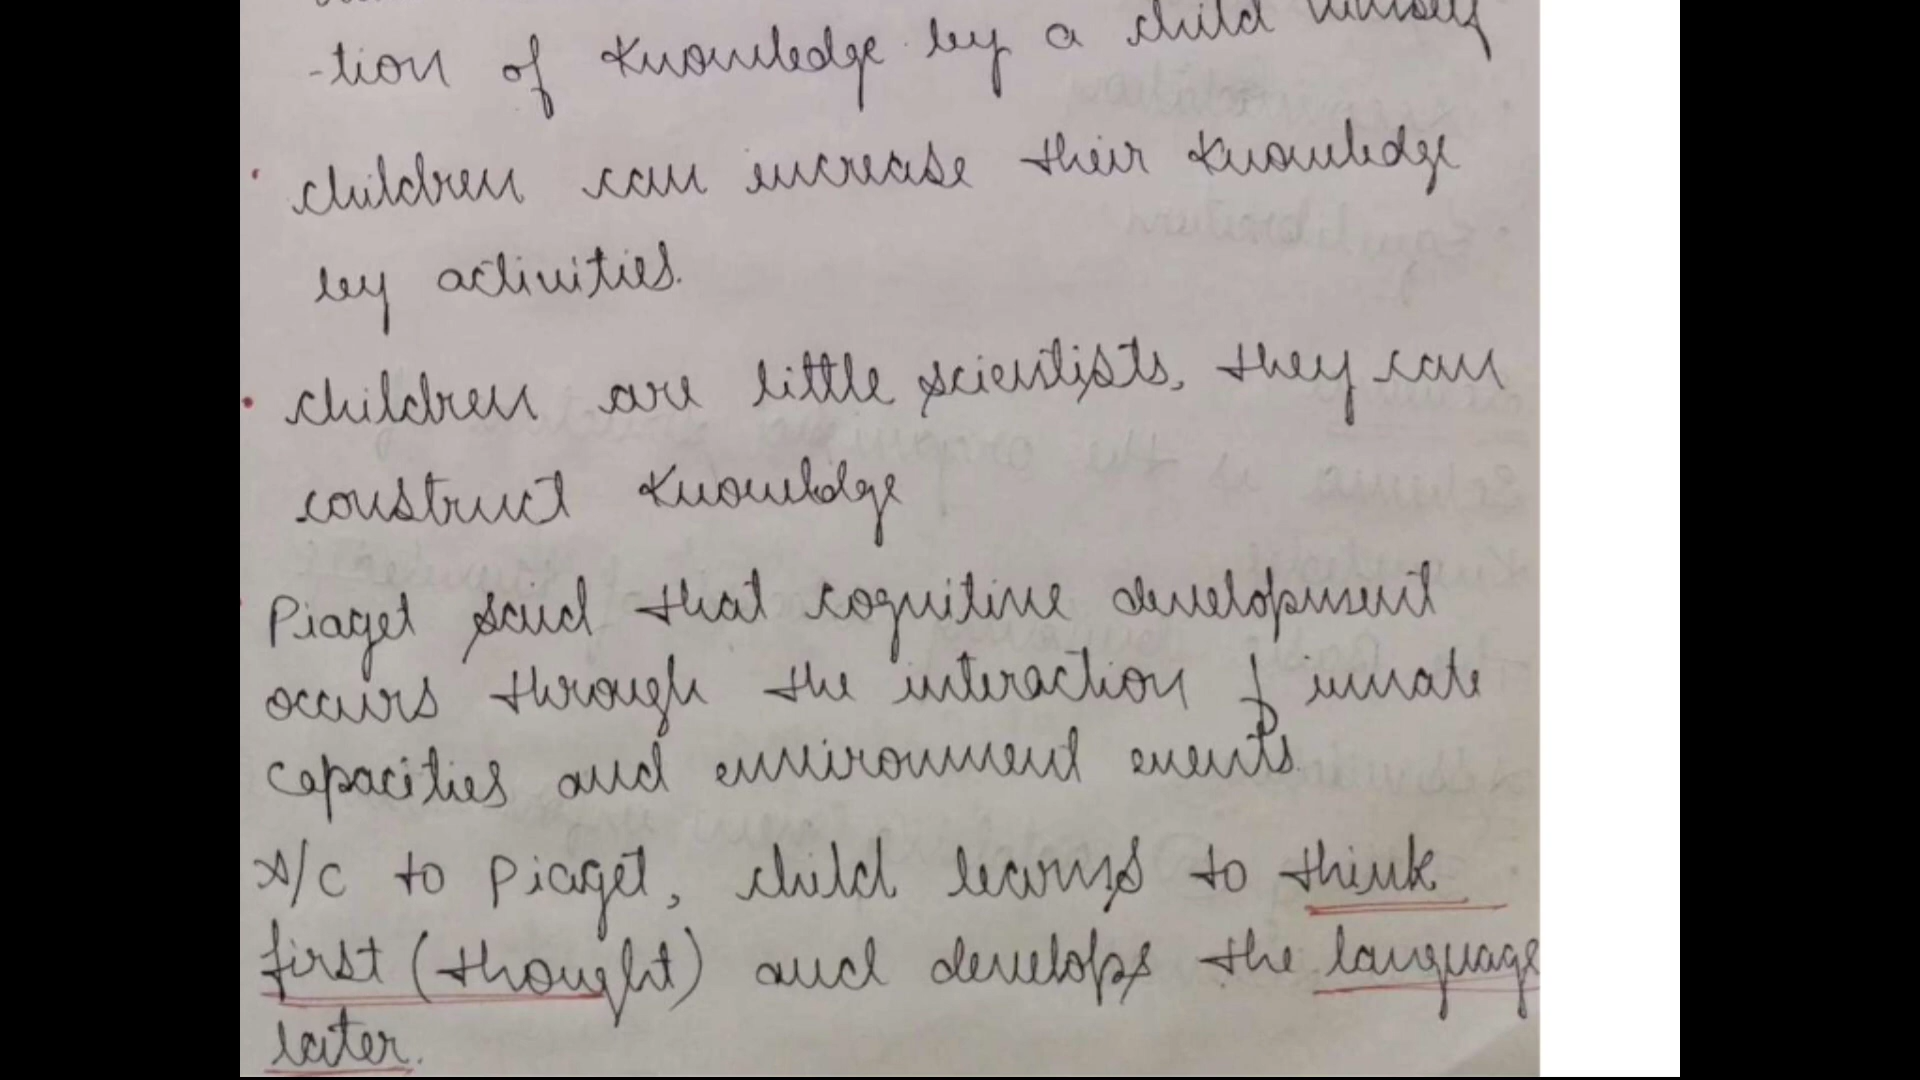 -tion of knowledge by a child himself
• children can increase their knowledge
by activities.
• children are little scientists, they can
construct knowledge
Piaget said that cognitive development
occurs through the interaction of innate
capacities and environment events.
A/C to Piaget, child learns to think
first (thought) and develops the language
later.